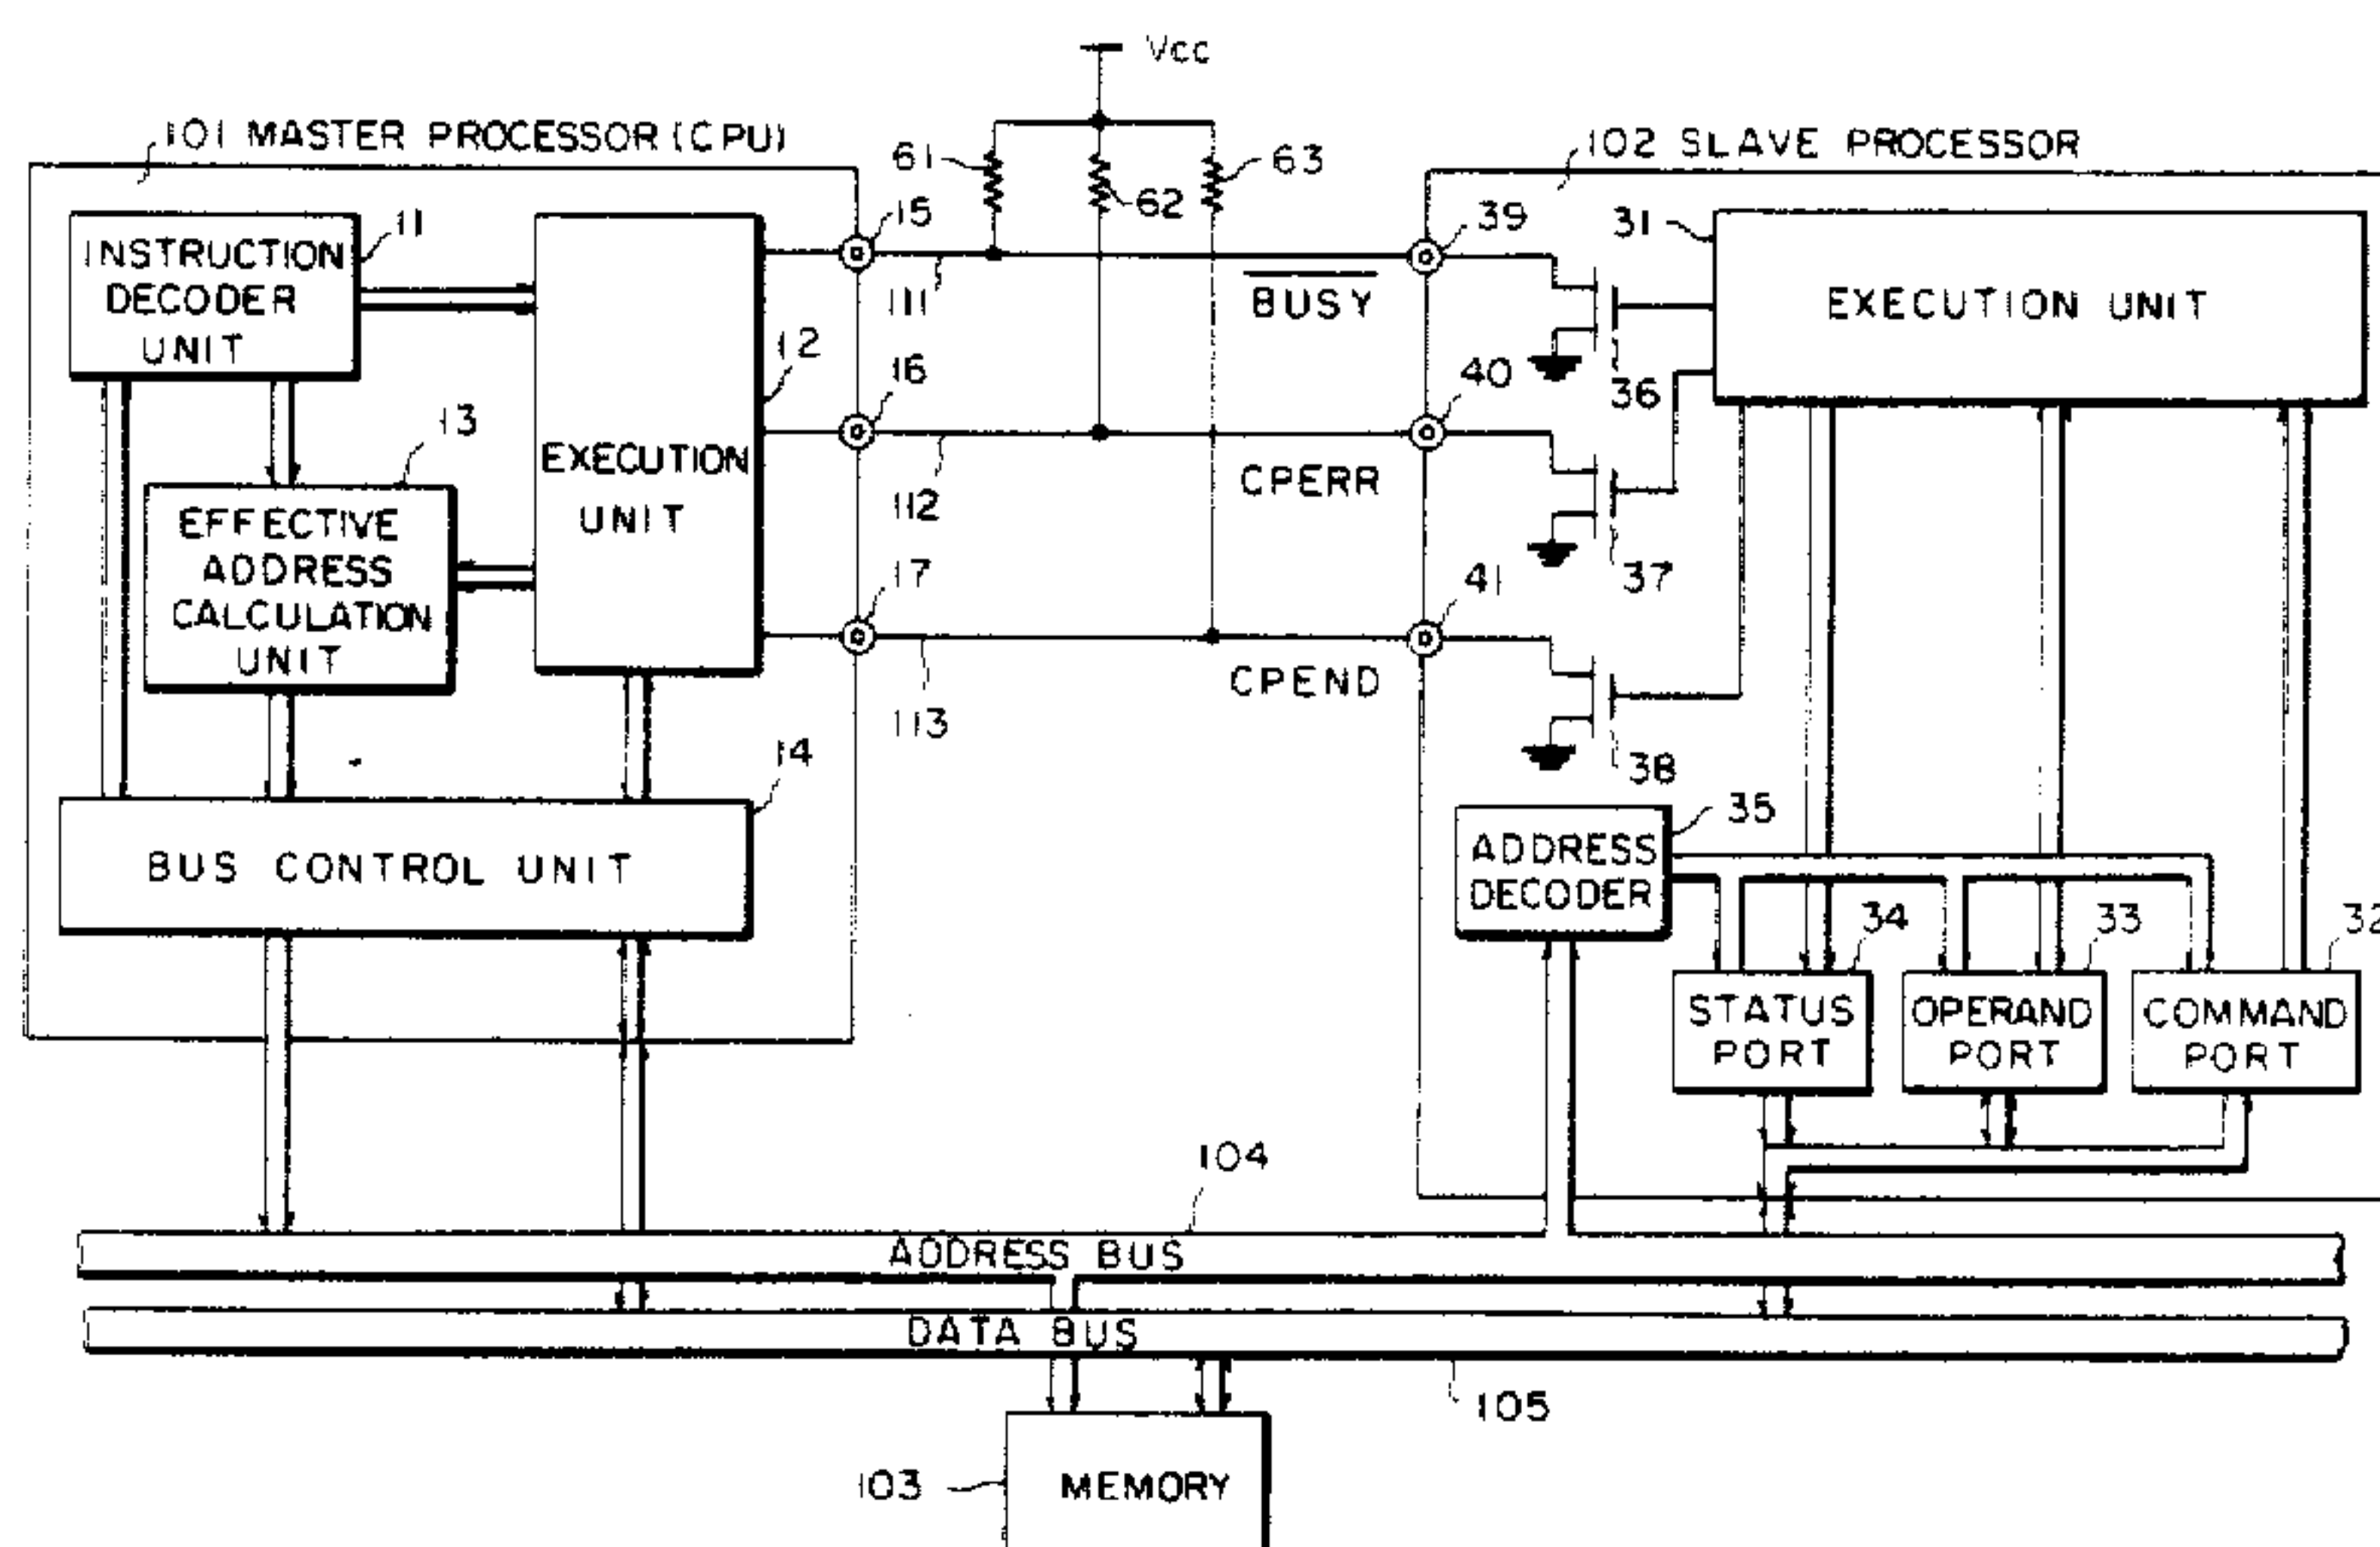 Vcc
101 MASTER PROCESSOR (CPU)
61
62
63
102 SLAVE PROCESSOR
INSTRUCTION
DECODER
UNIT
11
12
EXECUTION
UNIT
13
EFFECTIVE
ADDRESS
CALCULATION
UNIT
14
BUS CONTROL UNIT
15
111
BUSY
39
16
112
CPERR
40
17
113
CPEND
41
31
EXECUTION UNIT
36
37
38
35
ADDRESS
DECODER
34
STATUS
PORT
33
OPERAND
PORT
32
COMMAND
PORT
104
ADDRESS BUS
DATA BUS
105
103
MEMORY